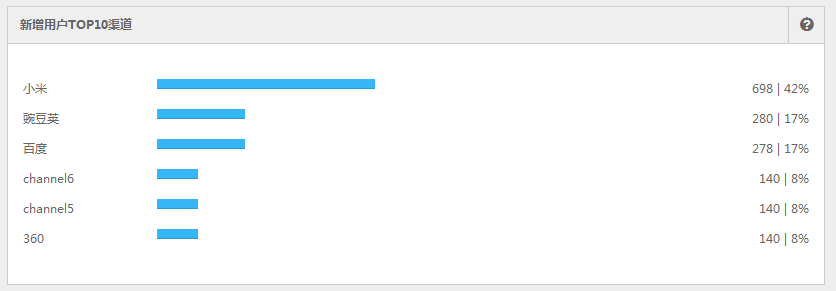 新增用户TOP10渠道
小米 698 | 42%
豌豆荚 280 | 17%
百度 278 | 17%
channel6 140 | 8%
channel5 140 | 8%
360 140 | 8%